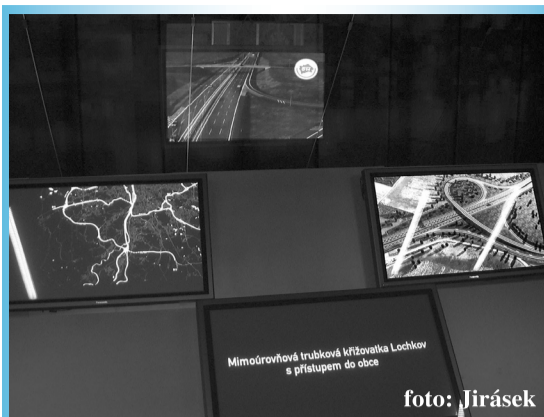 Mimoúrovňová trubková křižovatka Lochkov
s přístupem do obce
foto: Jirásek